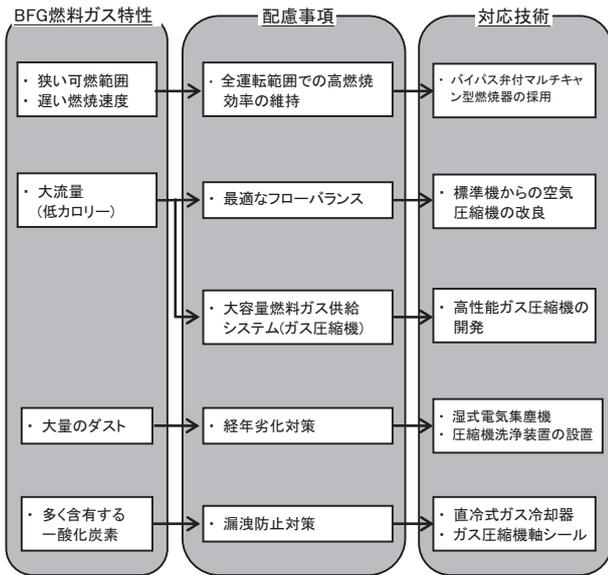 BFG燃料ガス特性
配慮事項
対応技術
・ 狭い可燃範囲
・ 遅い燃焼速度
・ 全運転範囲での高燃焼
効率の維持
・ バイパス弁付マルチキャ
ン型燃焼器の採用
・ 大流量
(低カロリー)
・ 最適なフローバランス
・ 標準機からの空気
圧縮機の改良
・ 大容量燃料ガス供給
システム(ガス圧縮機)
・ 高性能ガス圧縮機の
開発
・ 大量のダスト
・ 経年劣化対策
・ 湿式電気集塵機
・ 圧縮機洗浄装置の設置
・ 多く含有する
一酸化炭素
・ 漏洩防止対策
・ 直冷式ガス冷却器
・ ガス圧縮機軸シール